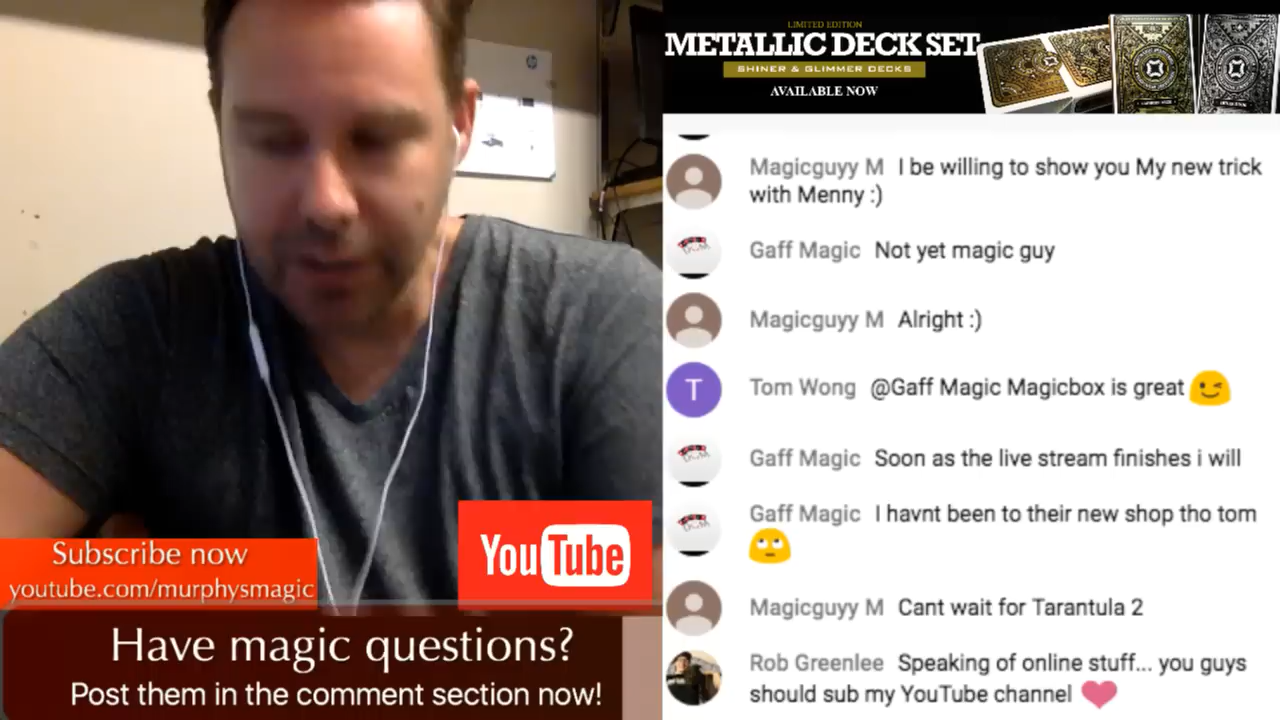 LIMITED EDITION
METALLIC DECK SET
SHINER & GLIMMER DECKS
AVAILABLE NOW
Magicguyy M I be willing to show you My new trick
with Menny :)
Gaff Magic Not yet magic guy
Magicguyy M Alright :)
T
Tom Wong @Gaff Magic Magicbox is great 😉
Gaff Magic Soon as the live stream finishes i will
Gaff Magic I havnt been to their new shop tho tom
🙄
Magicguyy M Cant wait for Tarantula 2
Rob Greenlee Speaking of online stuff... you guys
should sub my YouTube channel ❤
Subscribe now
youtube.com/murphysmagic
YouTube
Have magic questions?
Post them in the comment section now!
hp